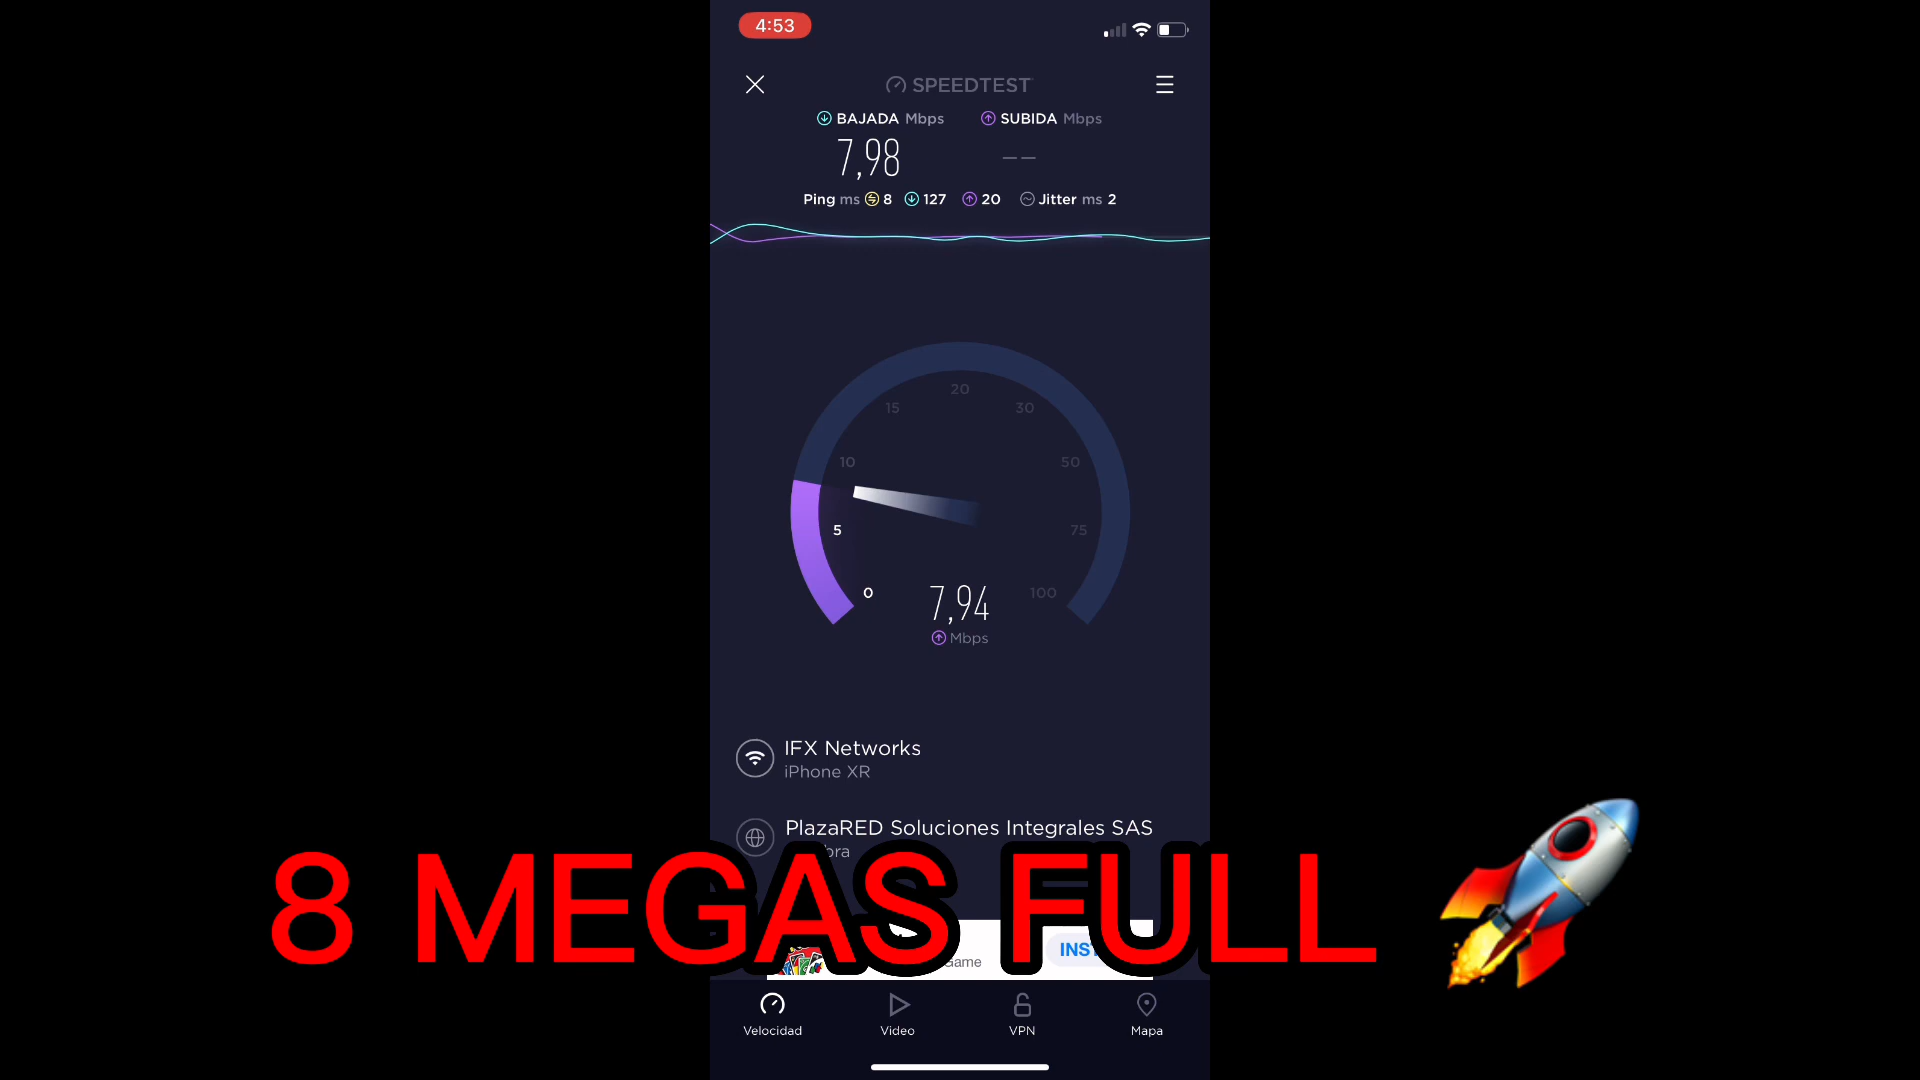 4:53
SPEEDTEST
BAJADA Mbps SUBIDA Mbps
7,98 — —
Ping ms 8 127 20 Jitter ms 2
20
15 30
10 50
5 75
0 100
7,94
Mbps
IFX Networks
iPhone XR
PlazaRED Soluciones Integrales SAS
8 MEGAS FULL
Game
Velocidad Video VPN Mapa